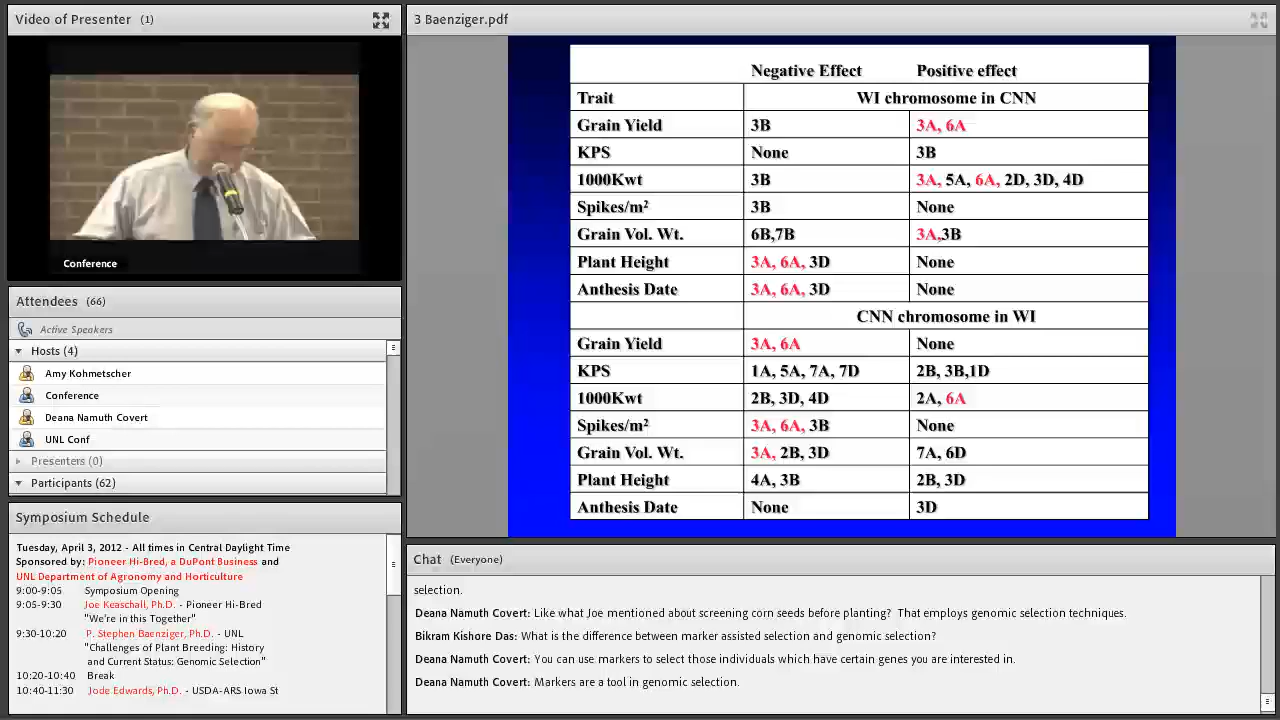 Video of Presenter (1)
Conference
Attendees (66)
Active Speakers
Hosts (4)
Amy Kohmetscher
Conference
Deana Namuth Covert
UNL Conf
Presenters (0)
Participants (62)
Symposium Schedule
Tuesday, April 3, 2012 - All times in Central Daylight Time
Sponsored by: Pioneer Hi-Bred, a DuPont Business and
UNL Department of Agronomy and Horticulture
9:00-9:05 Symposium Opening
9:05-9:30 Joe Keaschall, Ph.D. - Pioneer Hi-Bred
"We're in this Together"
9:30-10:20 P. Stephen Baenziger, Ph.D. - UNL
"Challenges of Plant Breeding: History
and Current Status: Genomic Selection"
10:20-10:40 Break
10:40-11:30 Jode Edwards, Ph.D. - USDA-ARS Iowa St
3 Baenziger.pdf
Negative Effect Positive effect
Trait WI chromosome in CNN
Grain Yield 3B 3A, 6A
KPS None 3B
1000Kwt 3B 3A, 5A, 6A, 2D, 3D, 4D
Spikes/m² 3B None
Grain Vol. Wt. 6B,7B 3A,3B
Plant Height 3A, 6A, 3D None
Anthesis Date 3A, 6A, 3D None
CNN chromosome in WI
Grain Yield 3A, 6A None
KPS 1A, 5A, 7A, 7D 2B, 3B,1D
1000Kwt 2B, 3D, 4D 2A, 6A
Spikes/m² 3A, 6A, 3B None
Grain Vol. Wt. 3A, 2B, 3D 7A, 6D
Plant Height 4A, 3B 2B, 3D
Anthesis Date None 3D
Chat (Everyone)
selection.
Deana Namuth Covert: Like what Joe mentioned about screening corn seeds before planting? That employs genomic selection techniques.
Bikram Kishore Das: What is the difference between marker assisted selection and genomic selection?
Deana Namuth Covert: You can use markers to select those individuals which have certain genes you are interested in.
Deana Namuth Covert: Markers are a tool in genomic selection.